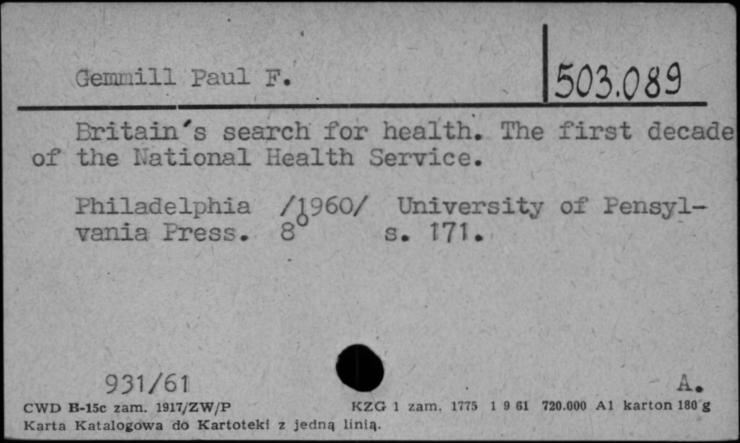 Gemmill Paul F.
503.089
Britain's search for health. The first decade
of the National Health Service.
Philadelphia /1960/ University of Pensyl-
vania Press. 8° s. 171.
931/61
A.
CWD B-15c zam. 1917/ZW/P KZG 1 zam. 1775 1 9 61 720.000 A1 karton 180 g
Karta Katalogowa do Kartoteki z jedną linią.